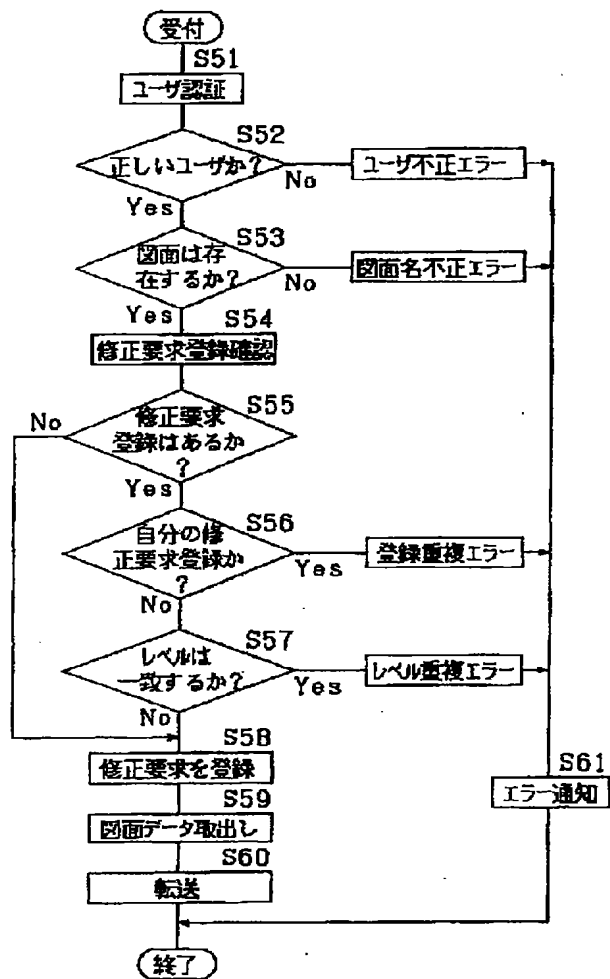 受付
S51
ユーザ認証
S52
正しいユーザか?
No
ユーザ不正エラー
Yes
S53
図面は存
在するか?
No
図面名不正エラー
Yes
S54
修正要求登録確認
S55
No
修正要求
登録はあるか
?
Yes
S56
自分の修
正要求登録か
?
Yes
登録重複エラー
No
S57
レベルは
一致するか?
Yes
レベル重複エラー
No
S58
修正要求を登録
S61
エラー通知
S59
図面データ取出し
S60
転送
終了